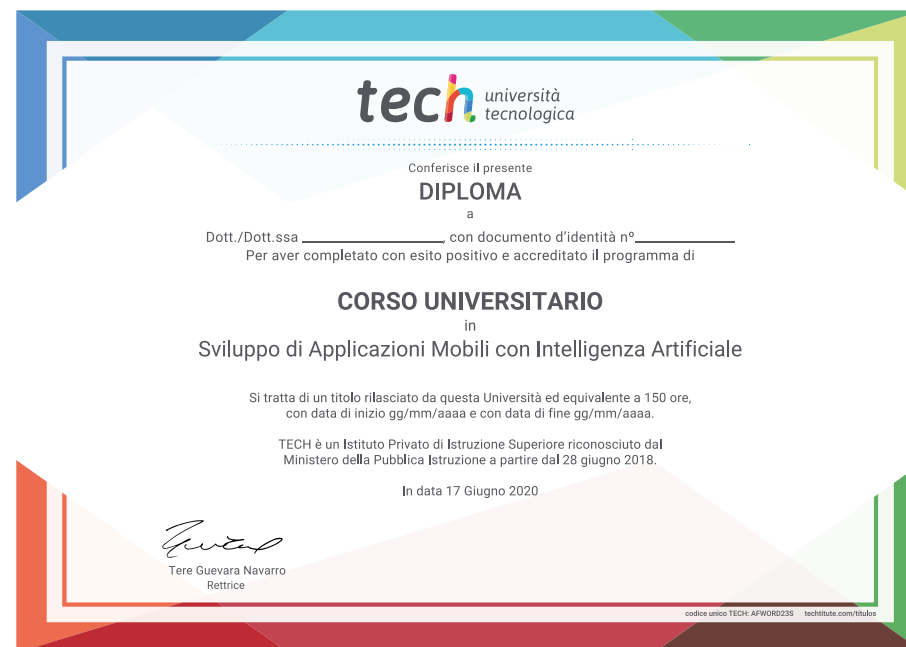 tech università
tecnologica
Conferisce il presente
DIPLOMA
a
Dott./Dott.ssa ____________________, con documento d'identità nº______________
Per aver completato con esito positivo e accreditato il programma di
CORSO UNIVERSITARIO
in
Sviluppo di Applicazioni Mobili con Intelligenza Artificiale
Si tratta di un titolo rilasciato da questa Università ed equivalente a 150 ore,
con data di inizio gg/mm/aaaa e con data di fine gg/mm/aaaa.
TECH è un Istituto Privato di Istruzione Superiore riconosciuto dal
Ministero della Pubblica Istruzione a partire dal 28 giugno 2018.
In data 17 Giugno 2020
Tere Guevara Navarro
Rettrice
codice unico TECH: AFWORD23S techtitute.com/titulos